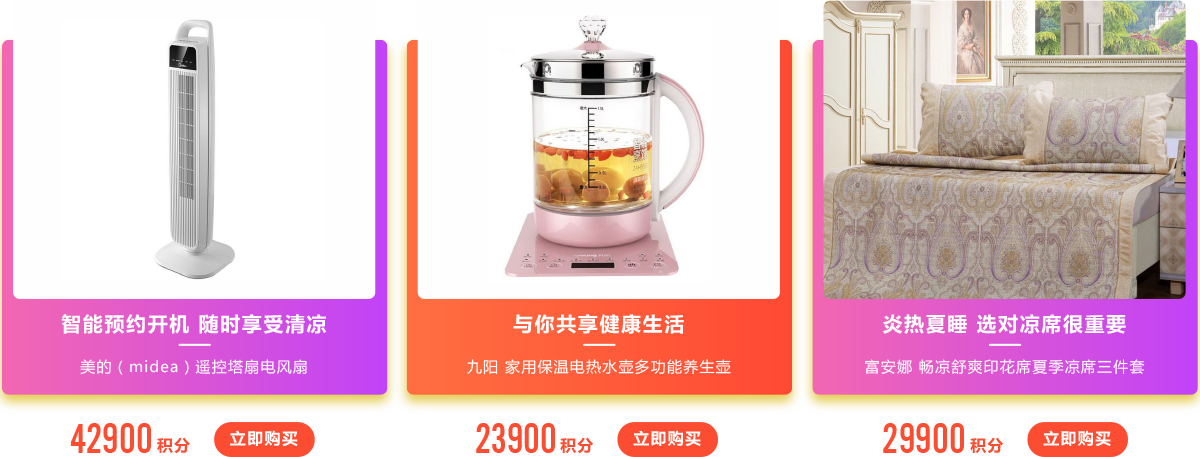 智能预约开机 随时享受清凉
美的（midea）遥控塔扇电风扇
42900积分
立即购买
与你共享健康生活
九阳 家用保温电热水壶多功能养生壶
23900积分
立即购买
炎热夏睡 选对凉席很重要
富安娜 畅凉舒爽印花席夏季凉席三件套
29900积分
立即购买